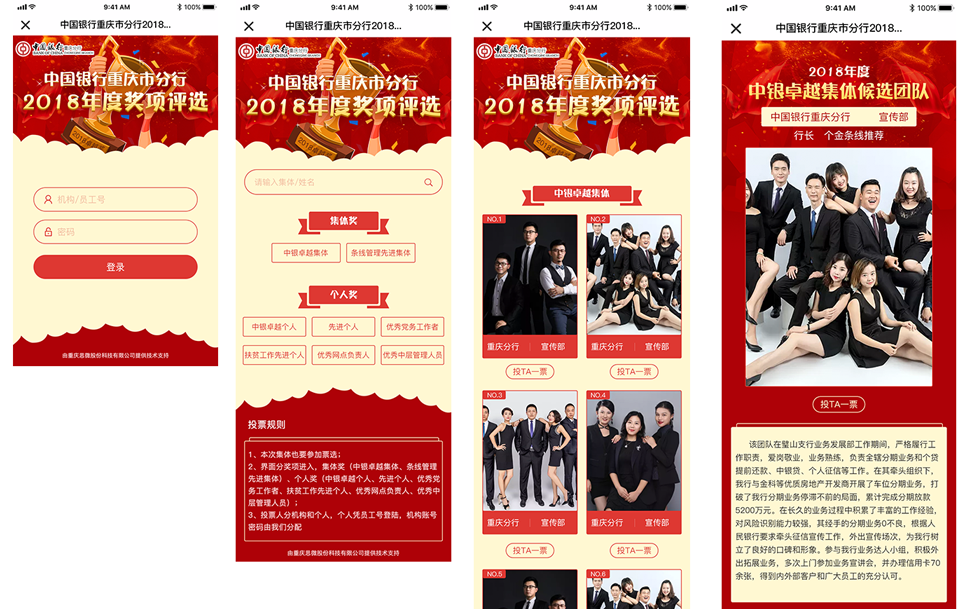 9:41 AM
100%
中国银行重庆市分行2018...
中国银行 重庆市分行
BANK OF CHINA
中国银行重庆市分行
2018年度奖项评选
2018年度奖项
机构/员工号
密码
登录
由重庆思微股份科技有限公司提供技术支持
9:41 AM
100%
中国银行重庆市分行2018...
中国银行 重庆市分行
BANK OF CHINA
中国银行重庆市分行
2018年度奖项评选
2018年度奖项
请输入集体/姓名
集体奖
中银卓越集体
条线管理先进集体
个人奖
中银卓越个人
先进个人
优秀党务工作者
扶贫工作先进个人
优秀网点负责人
优秀中层管理人员
投票规则
1、本次集体也要参加票选；
2、界面分奖项进入，集体奖（中银卓越集体、条线管理
先进集体）、个人奖（中银卓越个人、先进个人、优秀党
务工作者、扶贫工作先进个人、优秀网点负责人、优秀中
层管理人员）；
3、投票人分机构和个人，个人凭员工号登陆，机构账号
密码由我们分配
由重庆思微股份科技有限公司提供技术支持
9:41 AM
100%
中国银行重庆市分行2018...
中国银行 重庆市分行
BANK OF CHINA
中国银行重庆市分行
2018年度奖项评选
2018年度奖项
中银卓越集体
NO.1
重庆分行 宣传部
投TA一票
NO.2
重庆分行 宣传部
投TA一票
NO.3
重庆分行 宣传部
投TA一票
NO.4
重庆分行 宣传部
投TA一票
NO.5
NO.6
9:41 AM
100%
中国银行重庆市分行2018...
2018年度
中银卓越集体候选团队
中国银行重庆分行 宣传部
行长 个金条线推荐
投TA一票
该团队在璧山支行业务发展部工作期间，严格履行工
作职责，爱岗敬业，业务熟练，负责全辖分期业务和个贷
提前还款、中银贷、个人征信等工作，在其牵头组织下，
我行与金科等优质房地产开发商开展了车位分期业务，打
破了我行分期业务停滞不前的局面，累计完成分期放款
5200万元。在长久的业务过程中积累了丰富的工作经验，
对风险识别能力较强，其经手的分期业务0不良，根据人
民银行要求牵头征信宣传工作，外出宣传场次，为我行树
立了良好的口碑和形象。参与我行业务达人小组，积极外
出拓展业务，多次上门参加业务宣讲会，并办理信用卡70
余张，得到内外部客户和广大员工的充分认可。